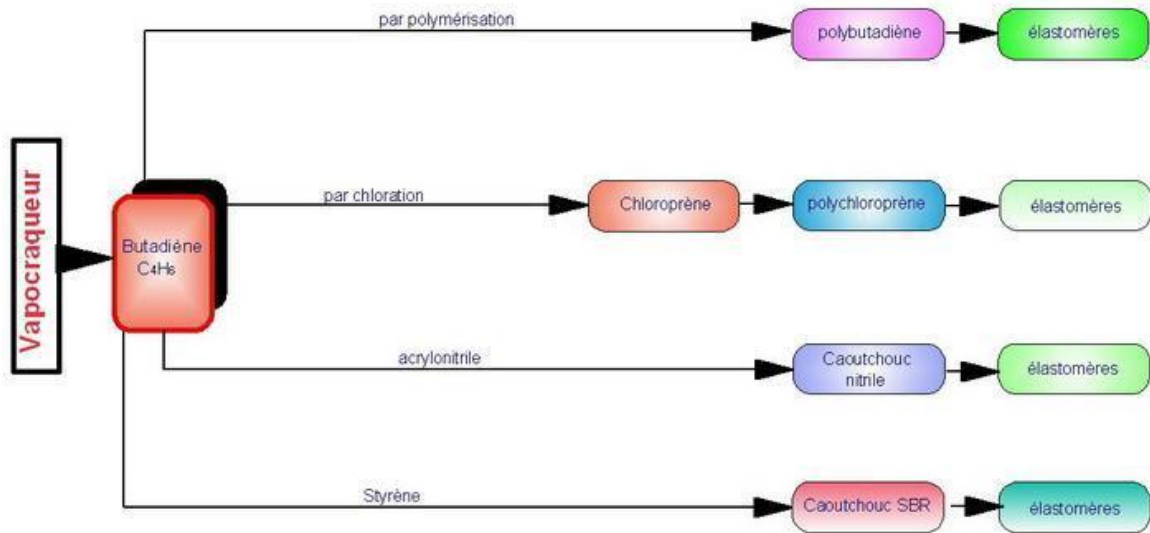 par polymérisation
polybutadiène
élastomères
Vapocraqueur
Butadiène
C4H6
par chloration
Chloroprène
polychloroprène
élastomères
acrylonitrile
Caoutchouc
nitrile
élastomères
Styrène
Caoutchouc SBR
élastomères